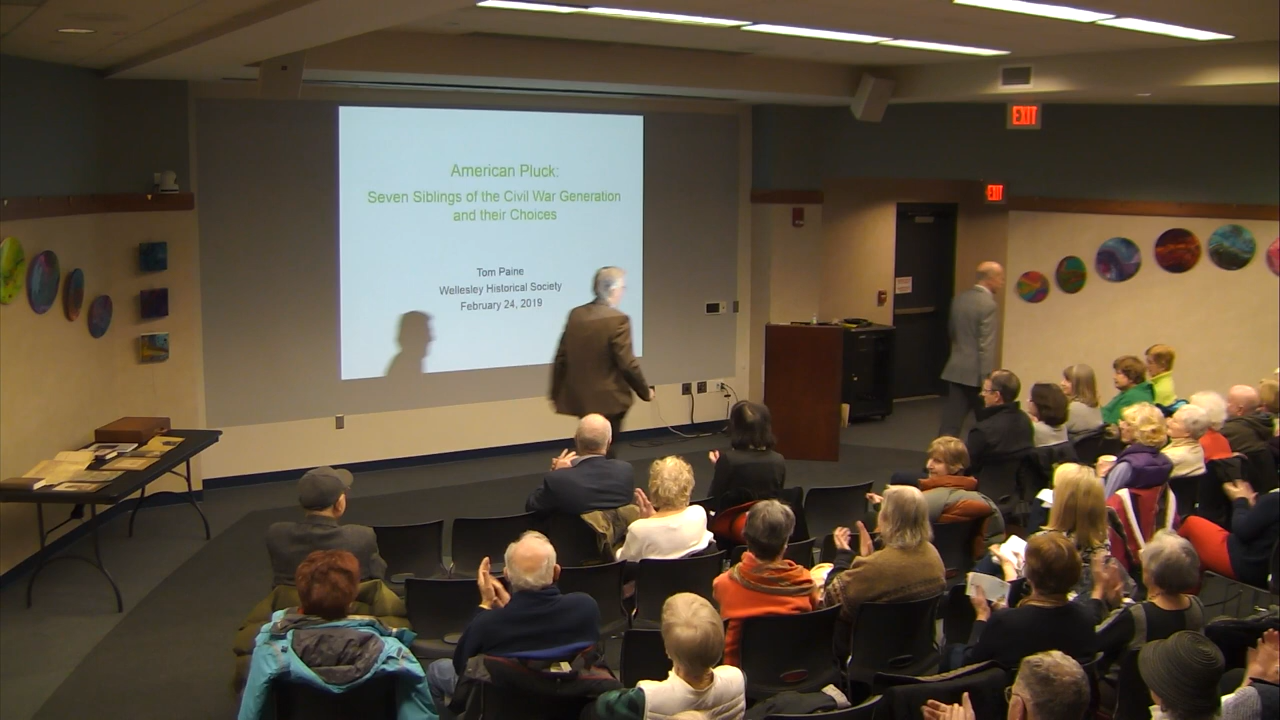 American Pluck:
Seven Siblings of the Civil War Generation
and their Choices
Tom Paine
Wellesley Historical Society
February 24, 2019
EXIT
EXIT